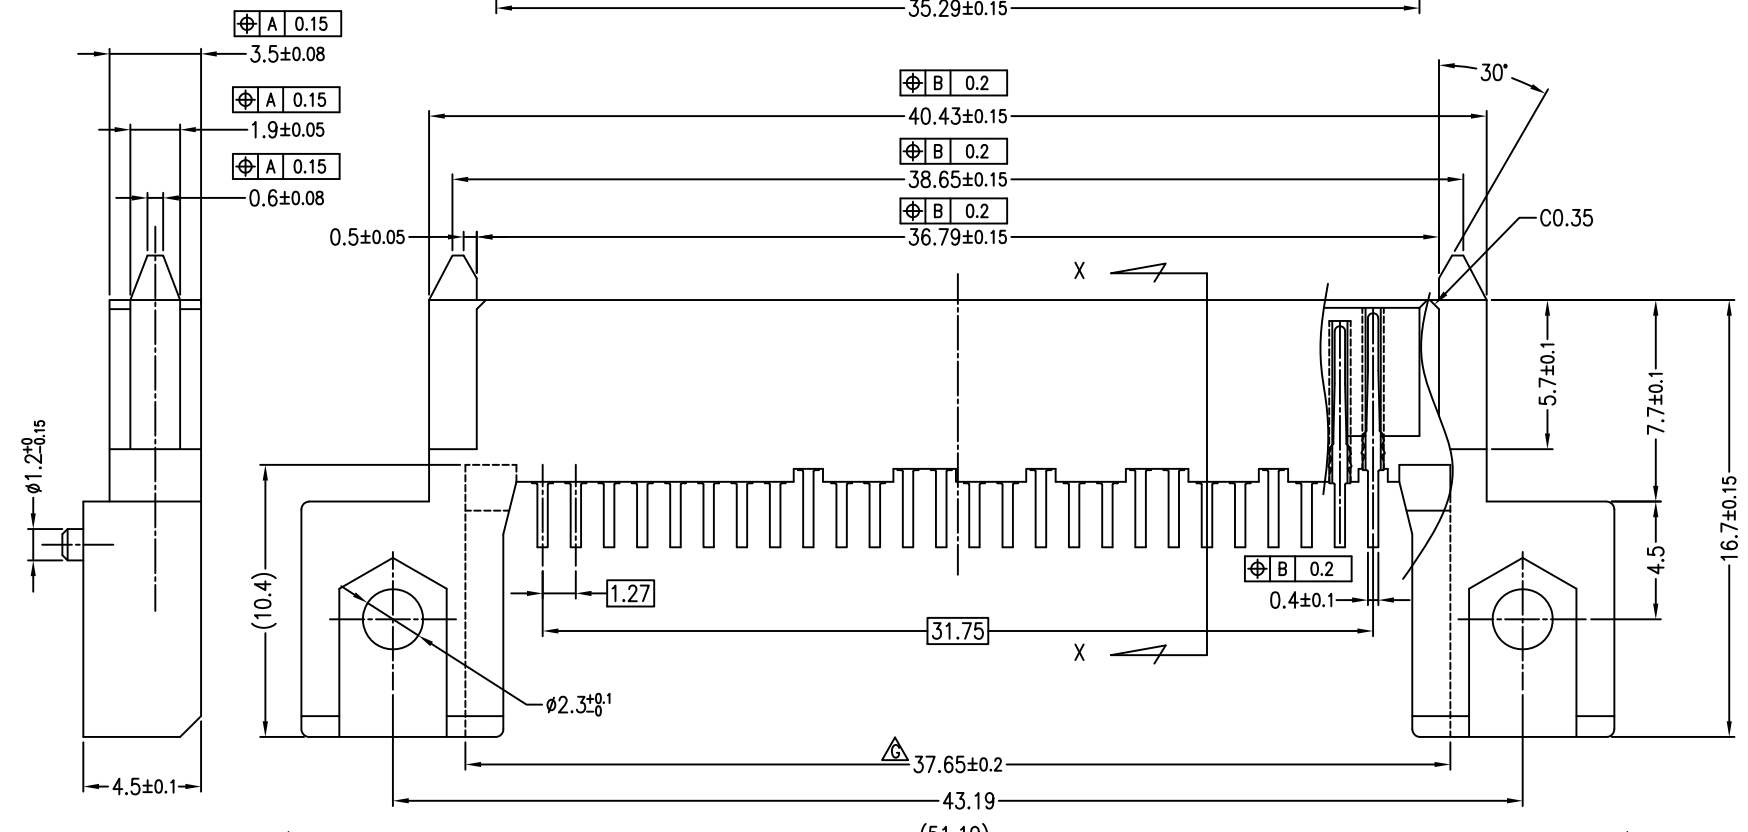 35.29±0.15
⌖ A 0.15
3.5±0.08
30°
⌖ B 0.2
⌖ A 0.15
40.43±0.15
1.9±0.05
⌖ B 0.2
⌖ A 0.15
38.65±0.15
0.6±0.08
⌖ B 0.2
C0.35
0.5±0.05
36.79±0.15
X
5.7±0.1
7.7±0.1
ø1.2±0 -0.15
16.7±0.15
4.5
(10.4)
⌖ B 0.2
1.27
0.4±0.1
31.75
X
ø2.3+0.1 -0
G
37.65±0.2
4.5±0.1
43.19
(51.19)